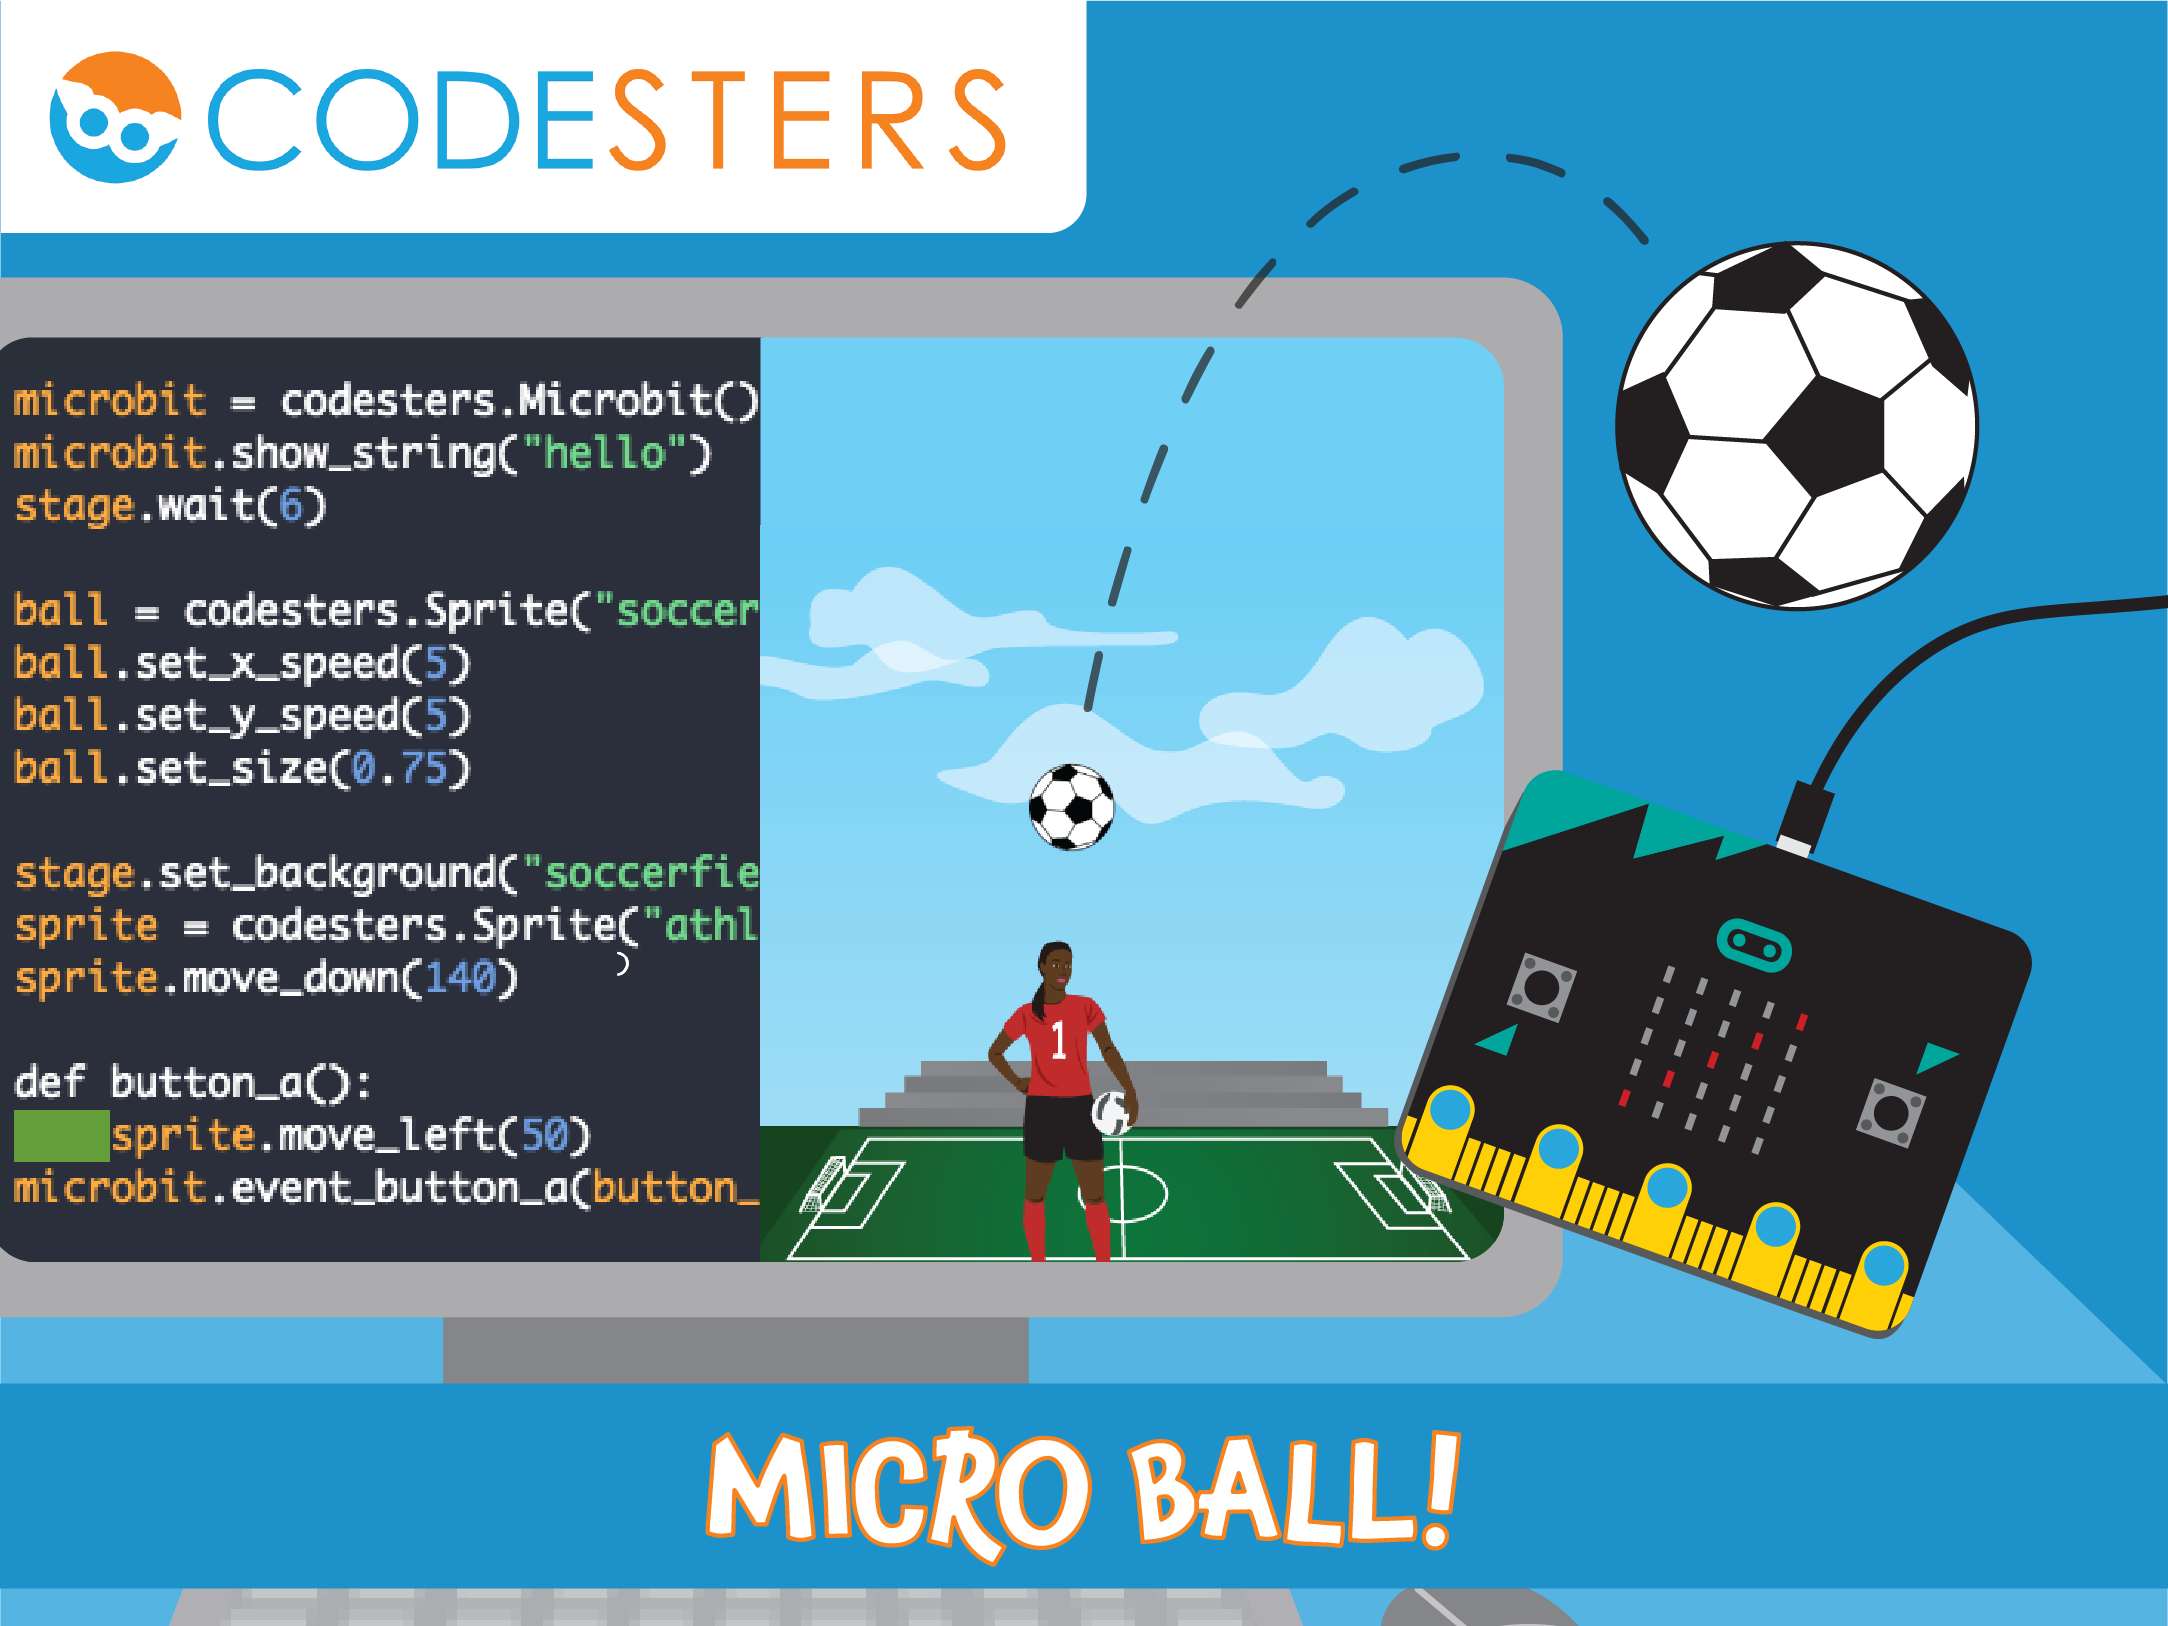 CODESTERS
microbit = codesters.Microbit()
microbit.show_string("hello")
stage.wait(6)
ball = codesters.Sprite("soccer
ball.set_x_speed(5)
ball.set_y_speed(5)
ball.set_size(0.75)
stage.set_background("soccerfie
sprite = codesters.Sprite("athl
sprite.move_down(140)
)
def button_a():
sprite.move_left(50)
microbit.event_button_a(button_
1
MICRO BALL!